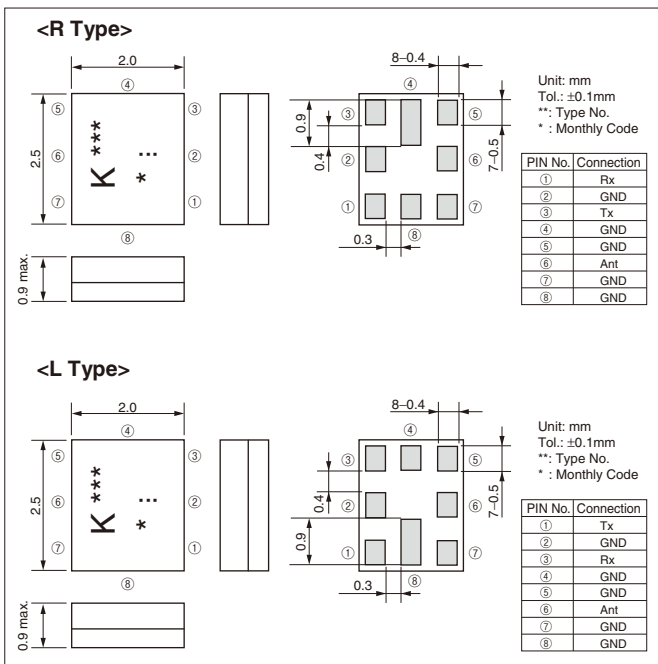 <R Type>
2.0
④
⑤
③
⑥
②
⑦
①
⑧
2.5
K ***
* ...
0.9 max.
8–0.4
④
③
⑤
②
⑥
①
⑦
⑧
0.9
0.4
0.3
7–0.5
Unit: mm
Tol.: ±0.1mm
**: Type No.
* : Monthly Code
PIN No. Connection
① Rx
② GND
③ Tx
④ GND
⑤ GND
⑥ Ant
⑦ GND
⑧ GND
<L Type>
2.0
④
⑤
③
⑥
②
⑦
①
⑧
2.5
K ***
* ...
0.9 max.
8–0.4
④
③
⑤
②
⑥
①
⑦
⑧
0.4
0.9
0.3
7–0.5
Unit: mm
Tol.: ±0.1mm
**: Type No.
* : Monthly Code
PIN No. Connection
① Tx
② GND
③ Rx
④ GND
⑤ GND
⑥ Ant
⑦ GND
⑧ GND